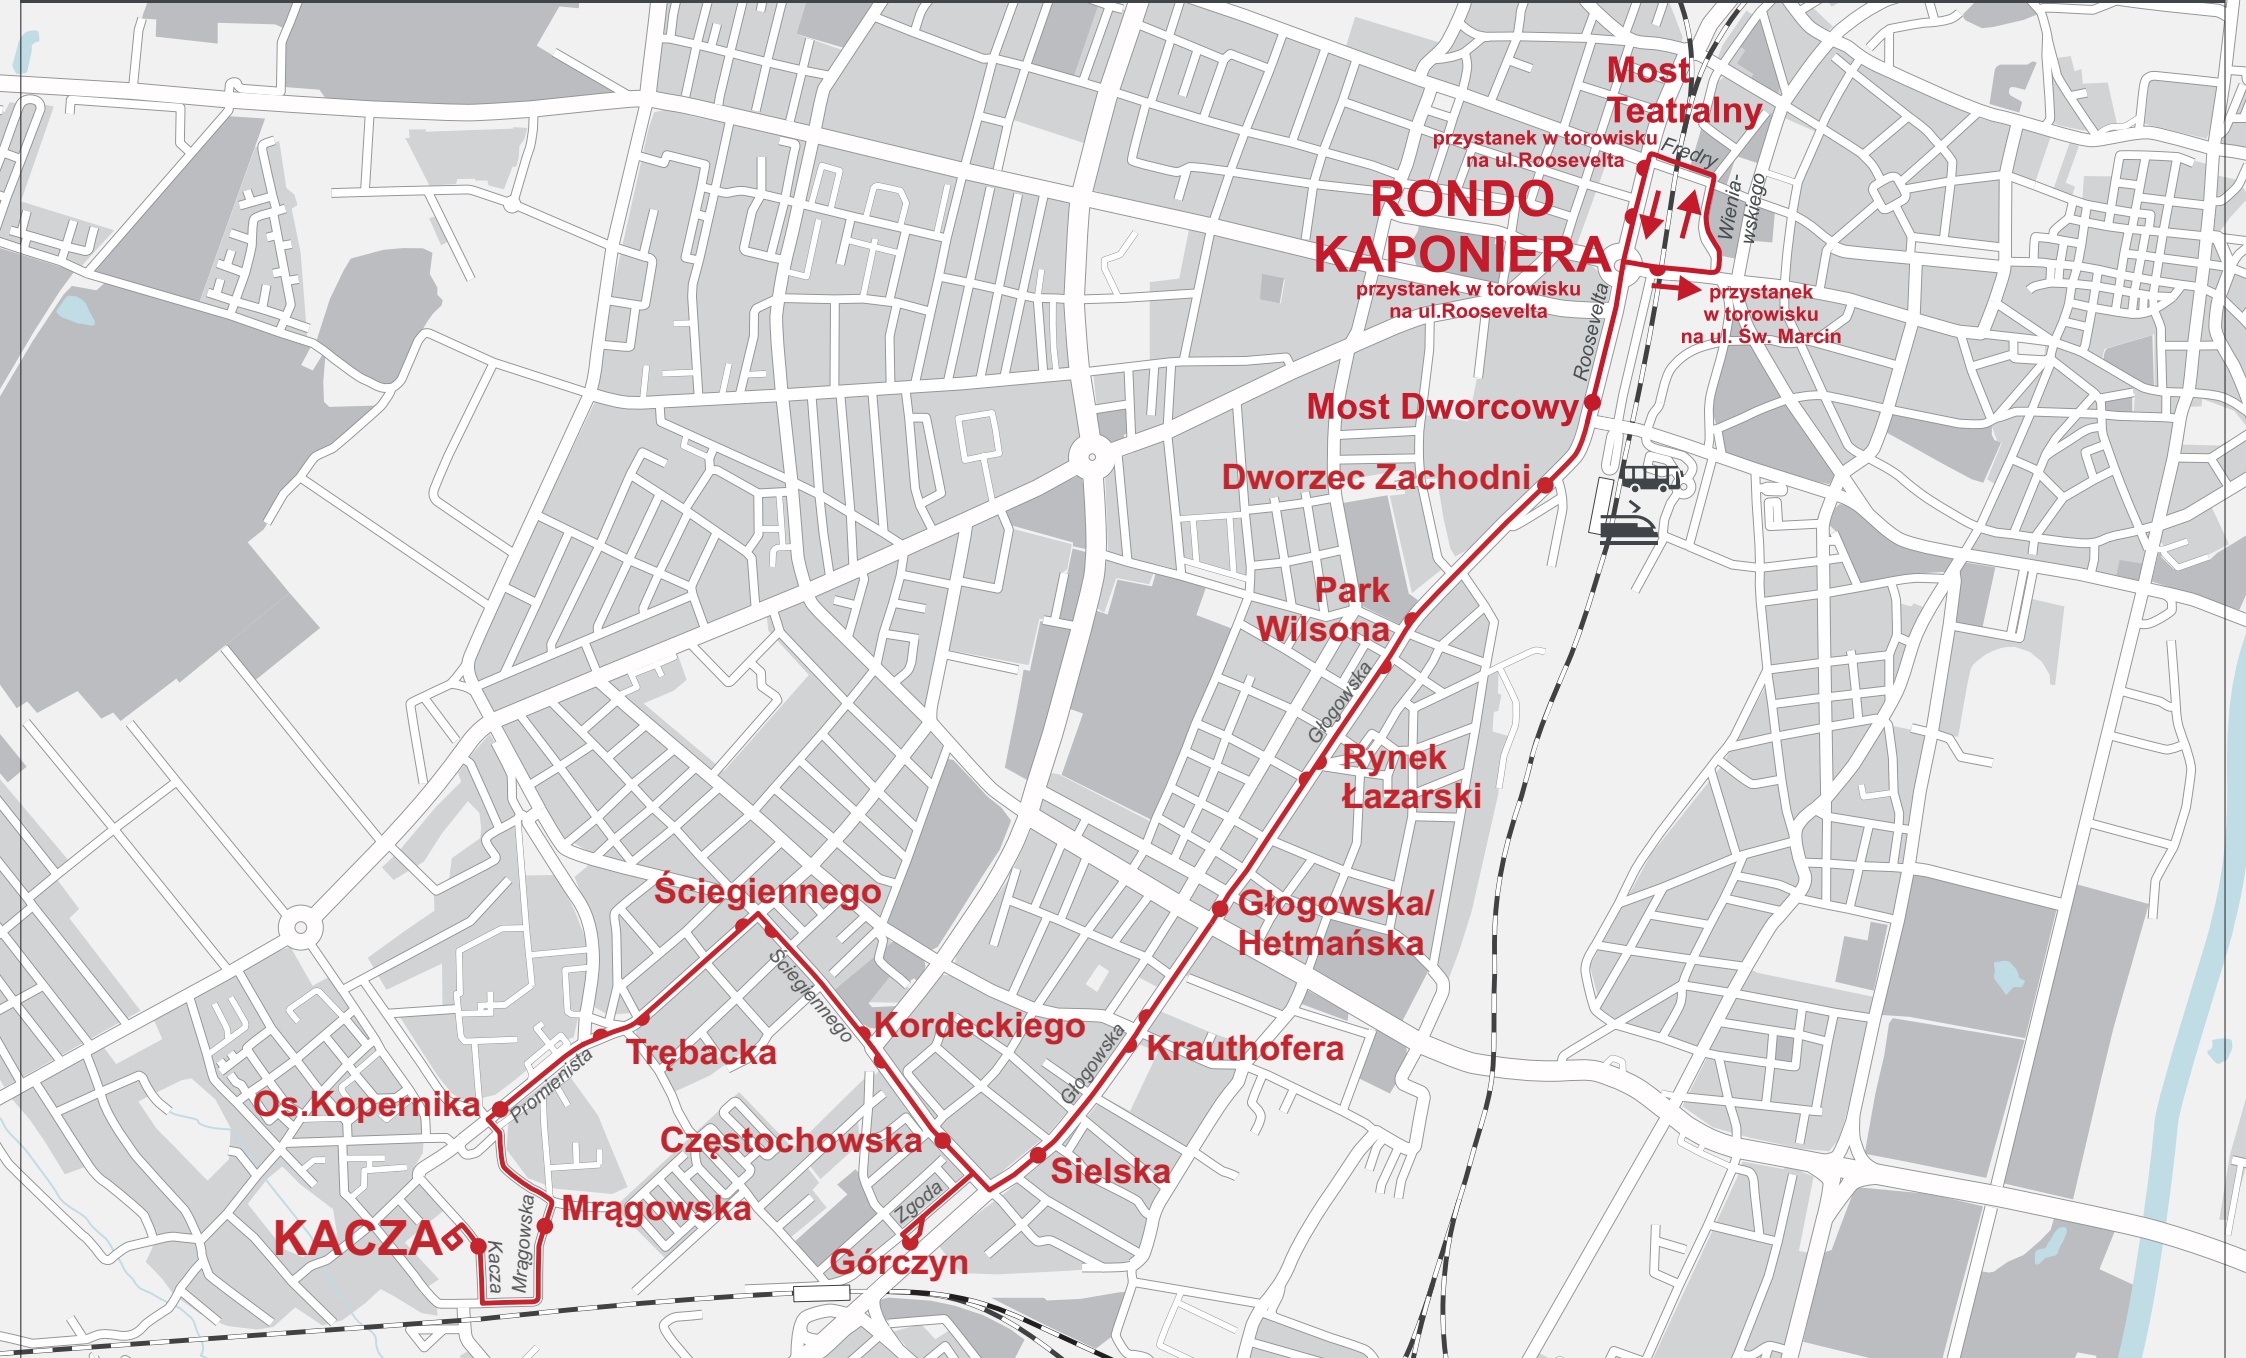 Most
Teatralny
przystanek w torowisku
na ul.Roosevelta
Fredry
RONDO
KAPONIERA
przystanek w torowisku
na ul.Roosevelta
Wienia-
wskiego
przystanek
w torowisku
na ul. Św. Marcin
Roosevelta
Most Dworcowy
Dworzec Zachodni
Park
Wilsona
Głogowska
Rynek
Łazarski
Ściegiennego
Głogowska/
Hetmańska
Ściegiennego
Kordeckiego
Głogowska
Krauthofera
Trębacka
Promienista
Os.Kopernika
Częstochowska
Sielska
Zgoda
Mrągowska
KACZA
Kacza
Mrągowska
Górczyn